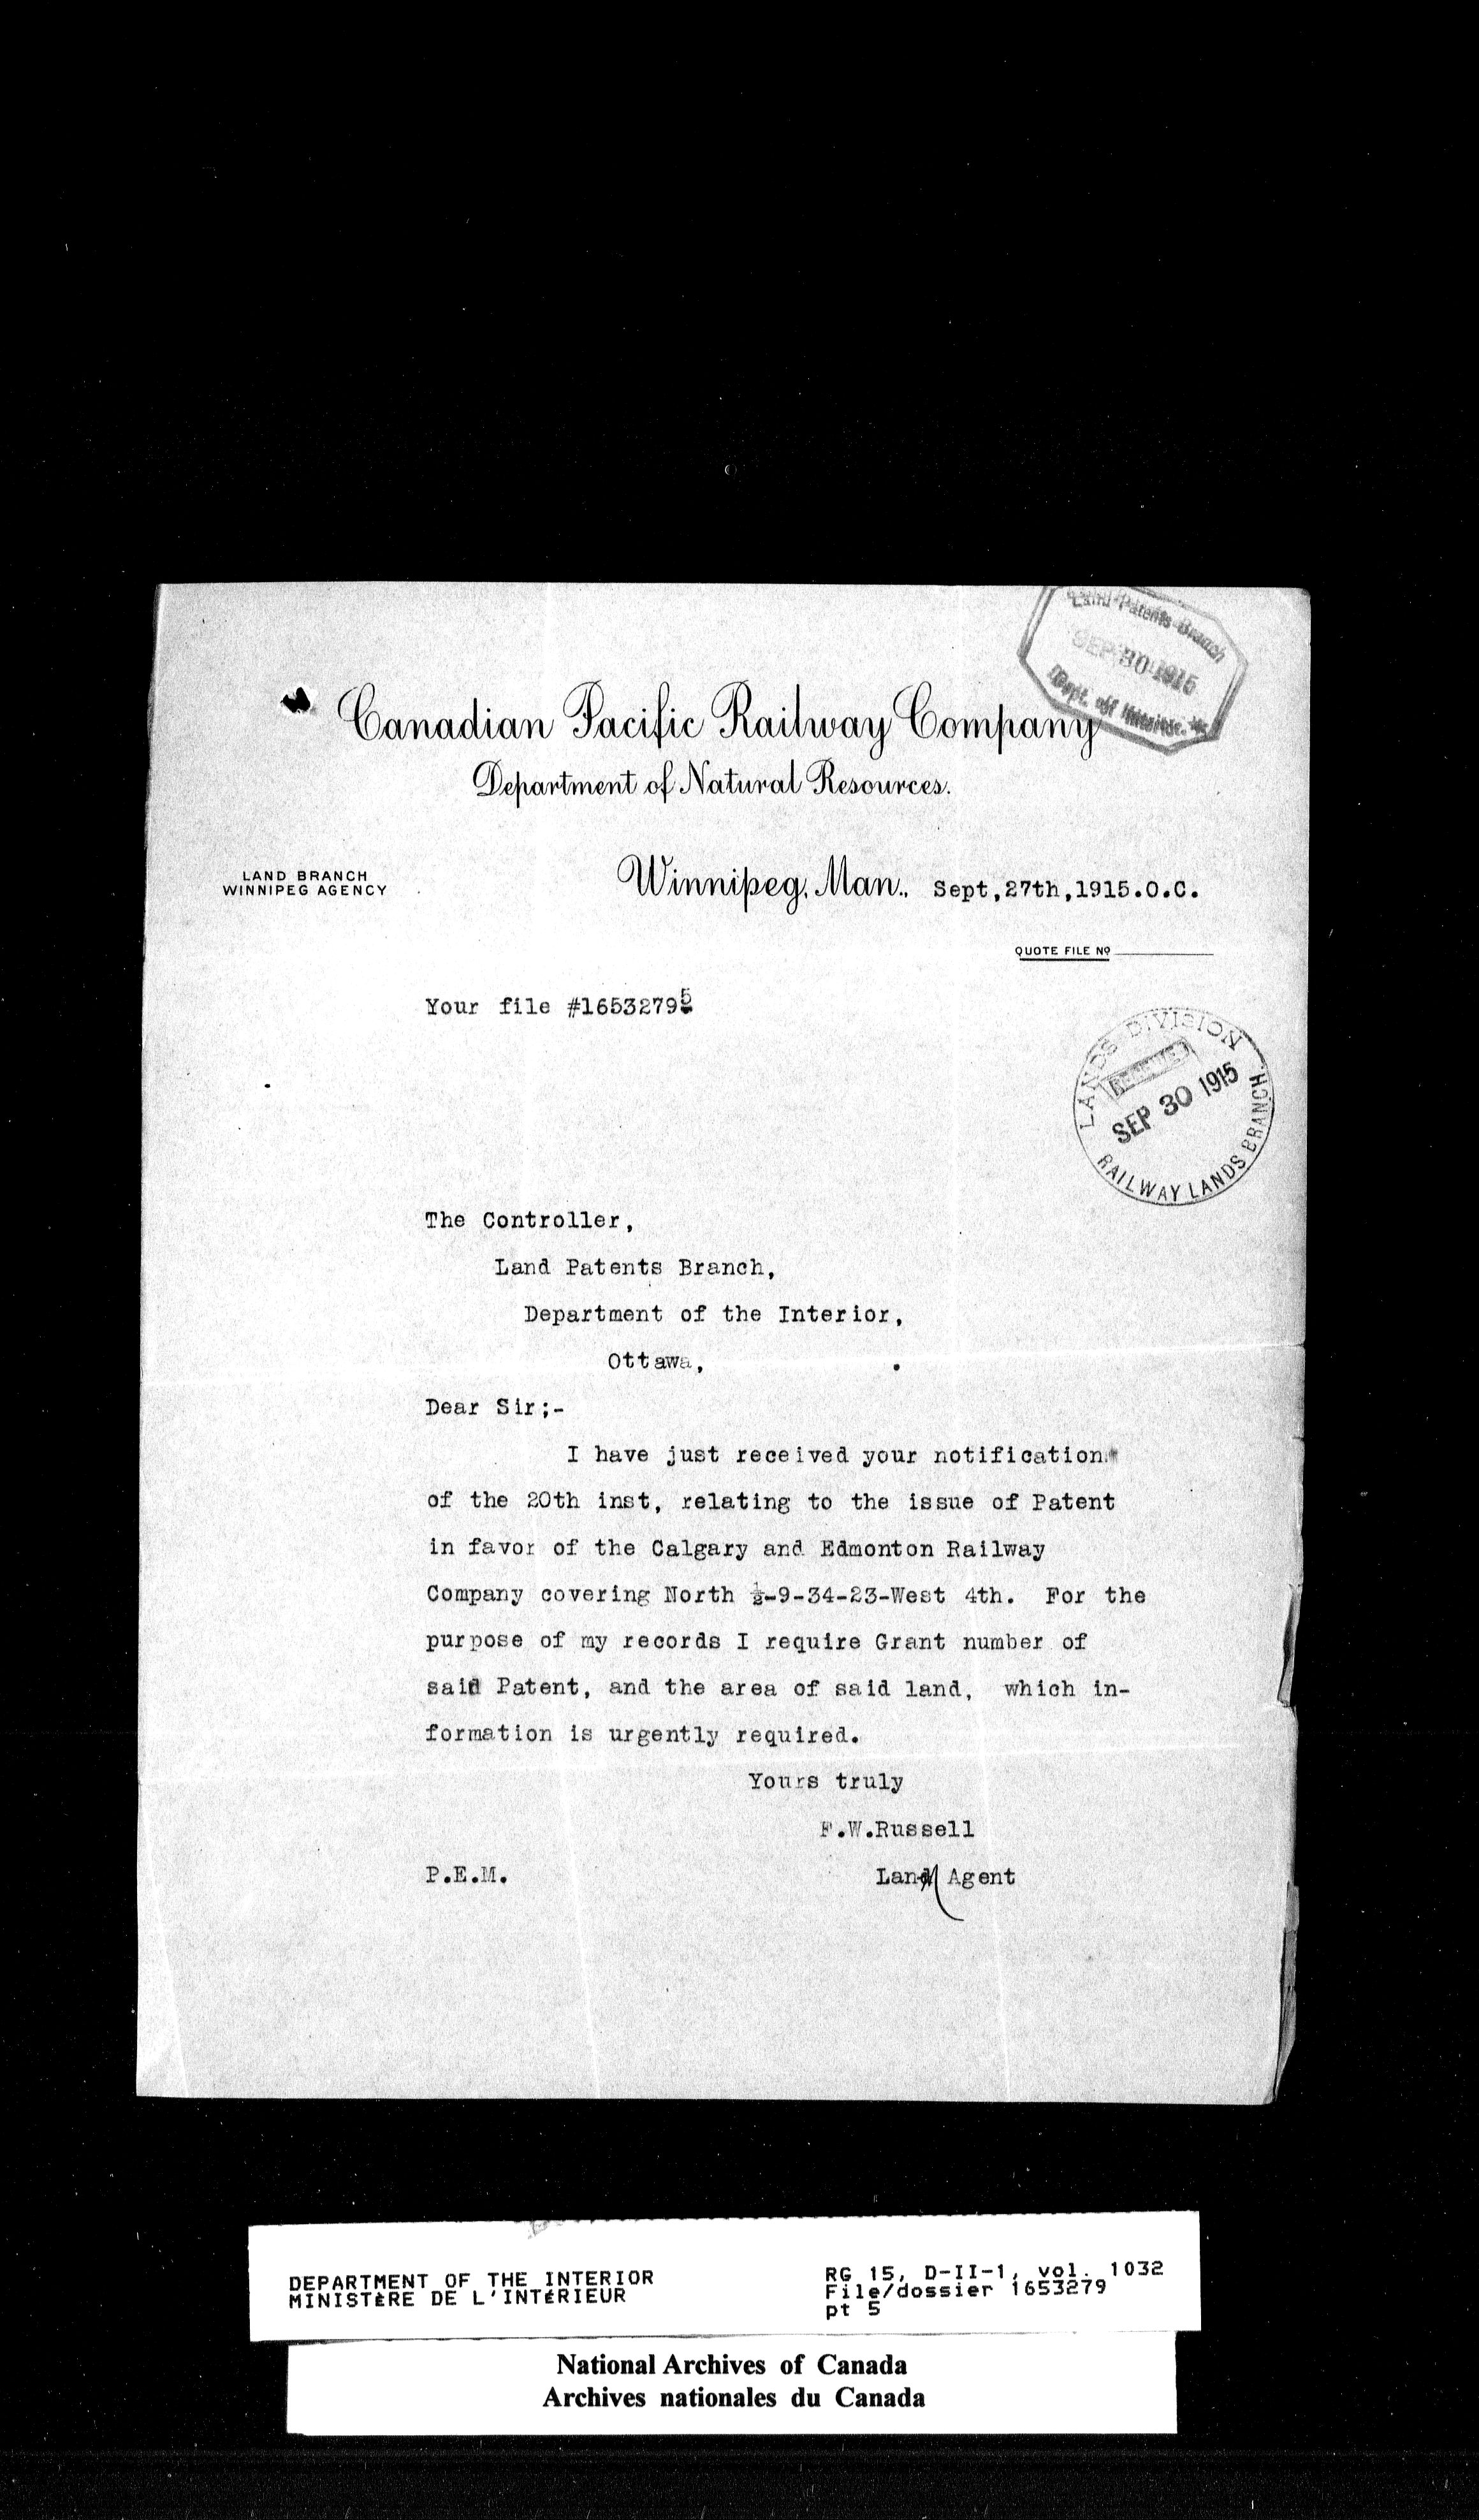 Land Patents Branch
SEP 30 1915
Dept. of Interior.
Canadian Pacific Railway Company
Department of Natural Resources.
LAND BRANCH
WINNIPEG AGENCY
Winnipeg, Man., Sept,27th,1915.O.C.
QUOTE FILE No
Your file #1653279 5
LANDS DIVISION
RECEIVED
SEP 30 1915
RAILWAY LANDS BRANCH
The Controller,
Land Patents Branch,
Department of the Interior,
Ottawa,
Dear Sir;-
I have just received your notification
of the 20th inst, relating to the issue of Patent
in favor of the Calgary and Edmonton Railway
Company covering North ½-9-34-23-West 4th. For the
purpose of my records I require Grant number of
said Patent, and the area of said land, which in-
formation is urgently required.
Yours truly
F.W.Russell
P.E.M. Land Agent
DEPARTMENT OF THE INTERIOR
MINISTÈRE DE L'INTÉRIEUR
RG 15, D-II-1, vol. 1032
File/dossier 1653279
pt 5
National Archives of Canada
Archives nationales du Canada